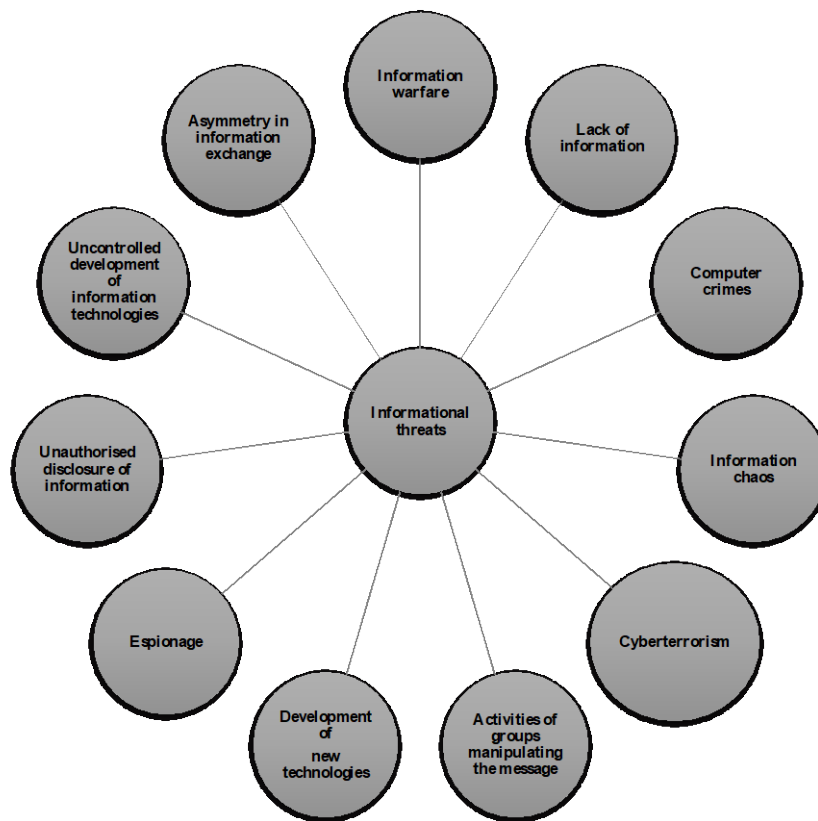 Information
warfare
Lack of
information
Computer
crimes
Information
chaos
Cyberterrorism
Activities of
groups
manipulating
the message
Development
of
new
technologies
Espionage
Unauthorised
disclosure of
information
Uncontrolled
development
of
information
technologies
Asymmetry in
information
exchange
Informational
threats